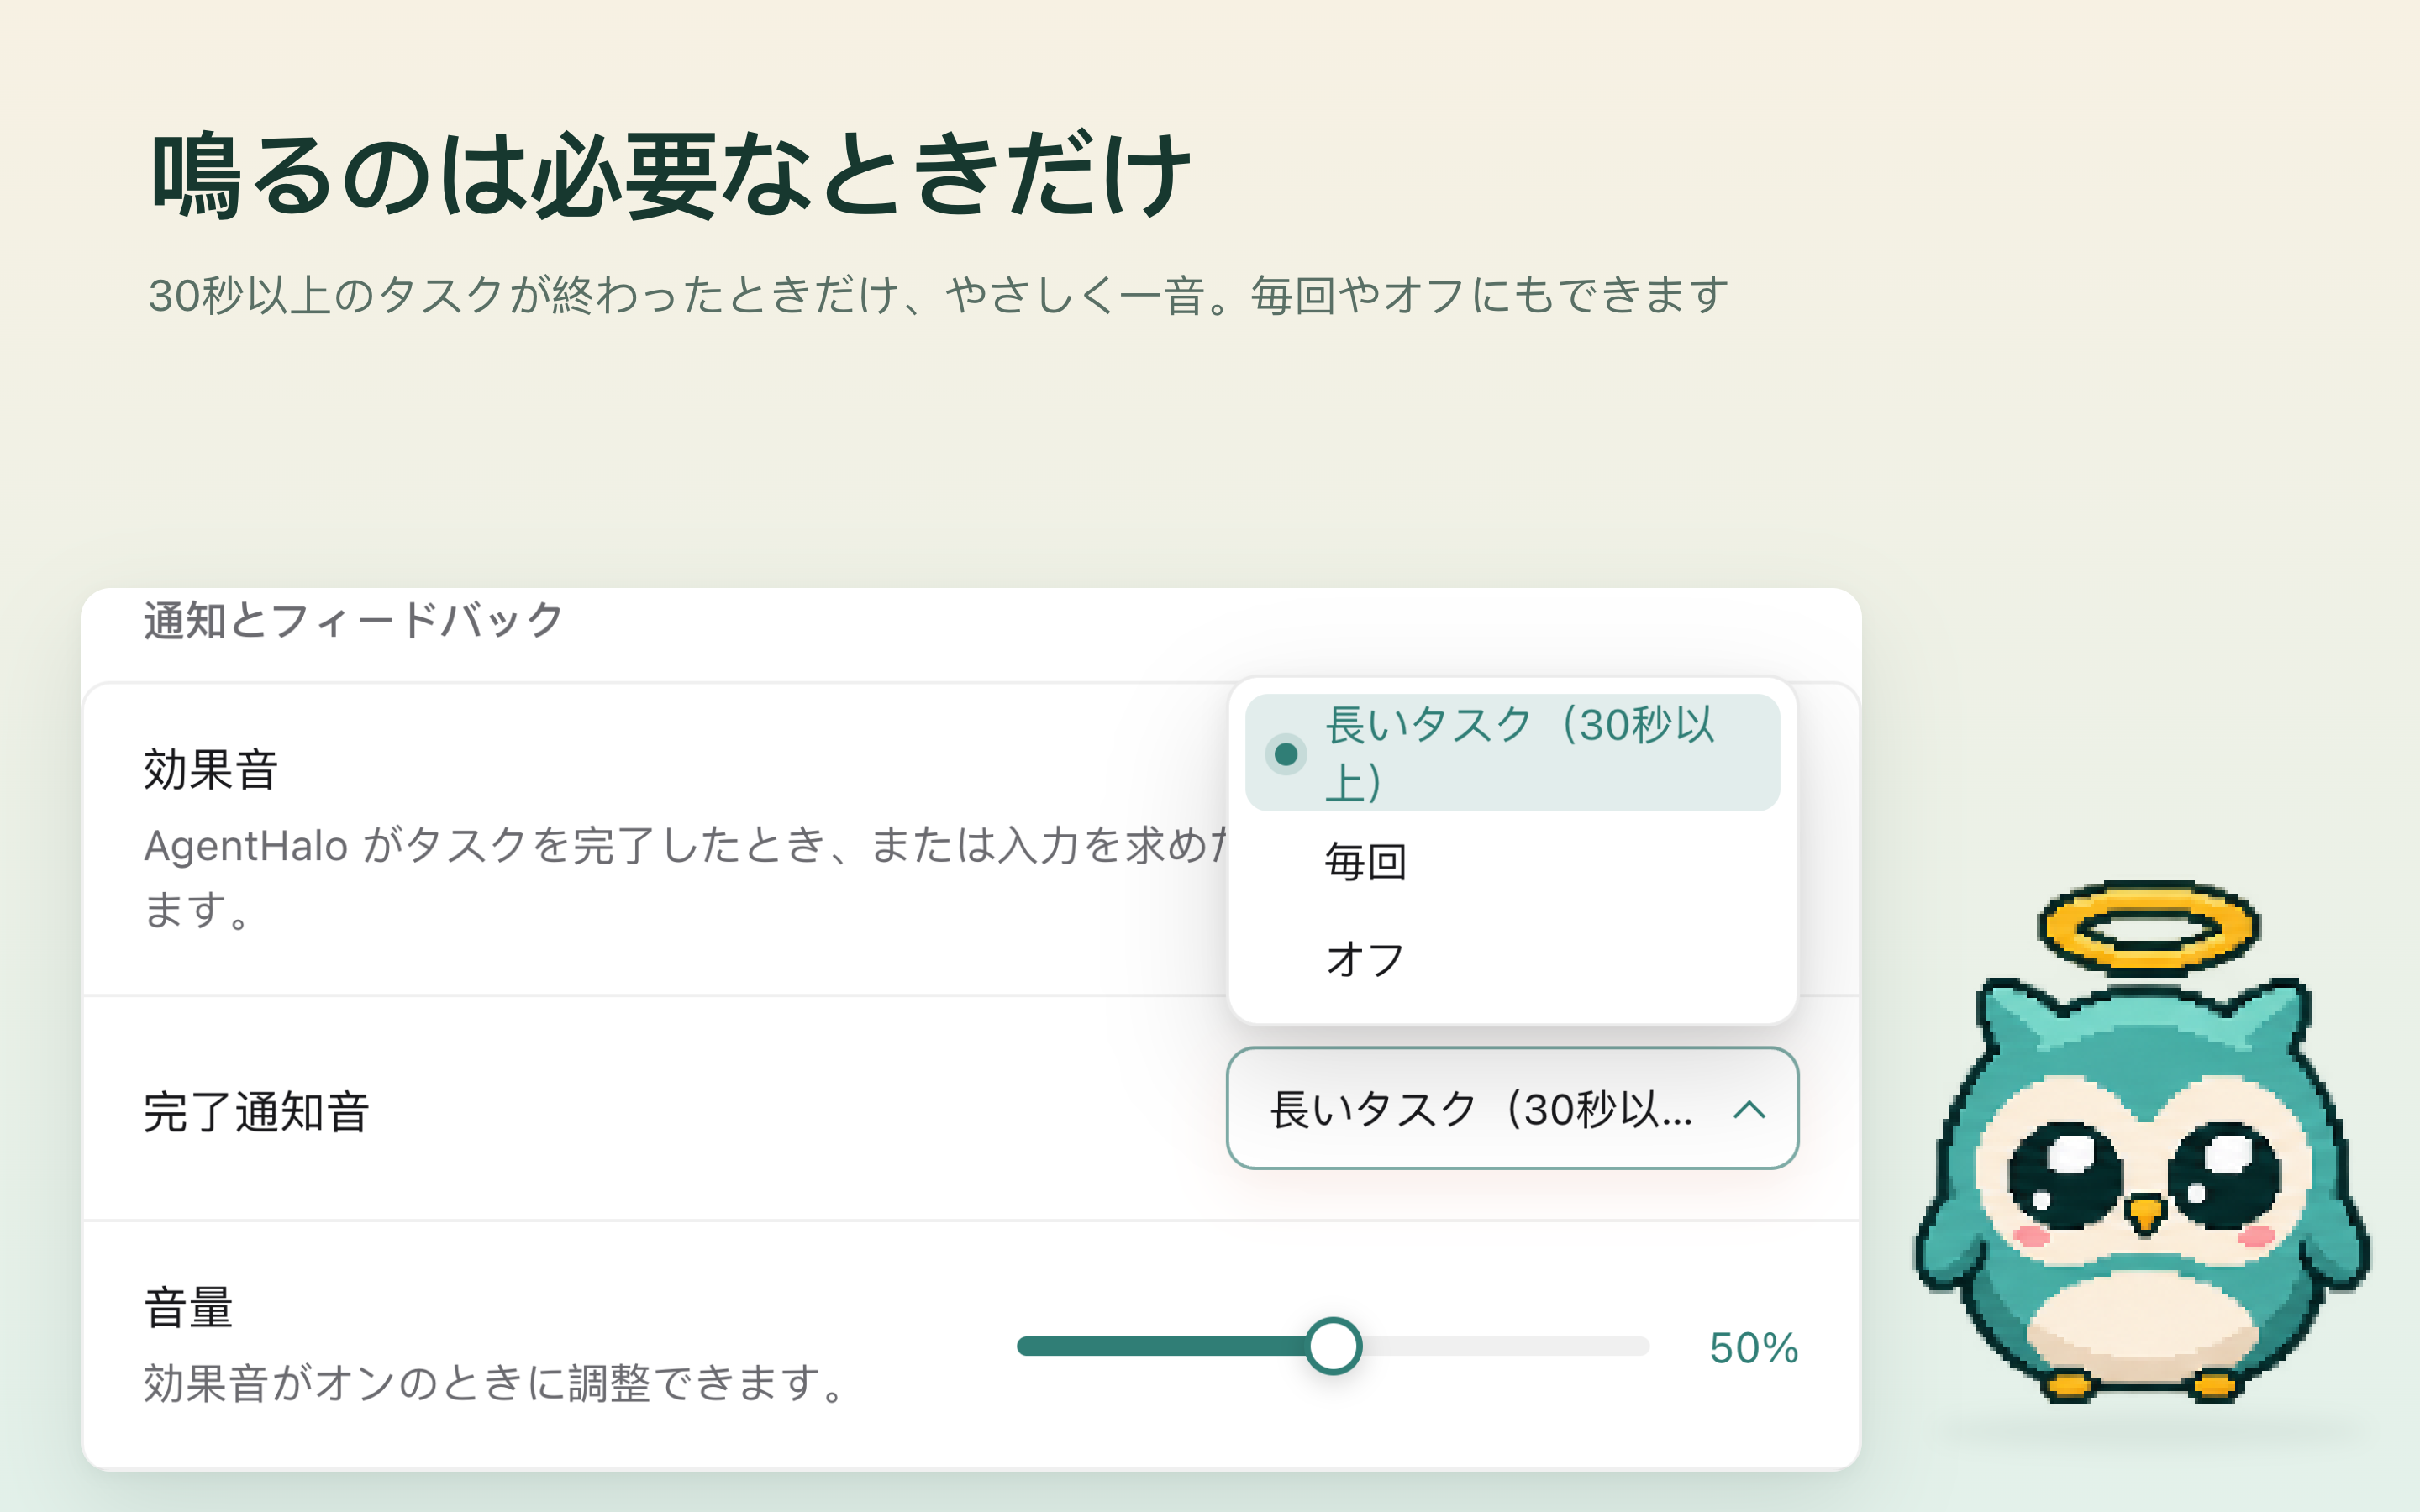 鳴るのは必要なときだけ
30秒以上のタスクが終わったときだけ、やさしく一音。毎回やオフにもできます
通知とフィードバック
効果音
AgentHalo がタスクを完了したとき、または入力を求め
ます。
長いタスク（30秒以
上）
毎回
オフ
完了通知音
長いタスク（30秒以...
音量
効果音がオンのときに調整できます。
50%